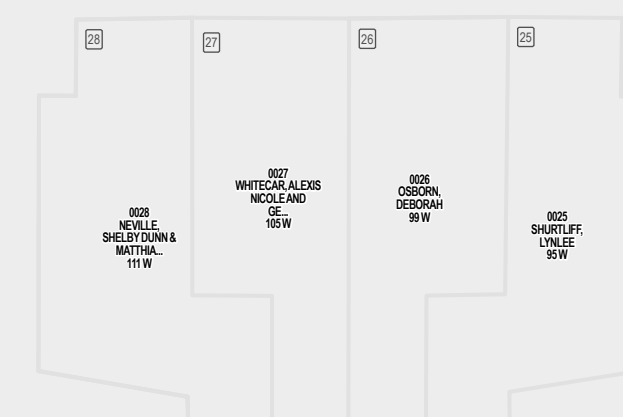 28
27
26
25
0028
NEVILLE,
SHELBY DUNN &
MATTHIA...
111 W
0027
WHITECAR, ALEXIS
NICOLE AND
GE...
105 W
0026
OSBORN,
DEBORAH
99 W
0025
SHURTLIFF,
LYNLEE
95 W